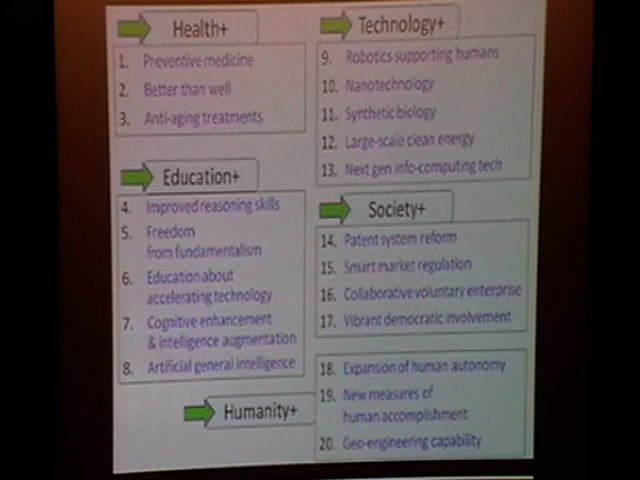 Health+
1. Preventive medicine
2. Better than well
3. Anti-aging treatments
Education+
4. Improved reasoning skills
5. Freedom
from fundamentalism
6. Education about
accelerating technology
7. Cognitive enhancement
& intelligence augmentation
8. Artificial general intelligence
Technology+
9. Robotics supporting humans
10. Nanotechnology
11. Synthetic biology
12. Large-scale clean energy
13. Next gen info-computing tech
Society+
14. Patent system reform
15. Smart market regulation
16. Collaborative voluntary enterprise
17. Vibrant democratic involvement
Humanity+
18. Expansion of human autonomy
19. New measures of
human accomplishment
20. Geo-engineering capability